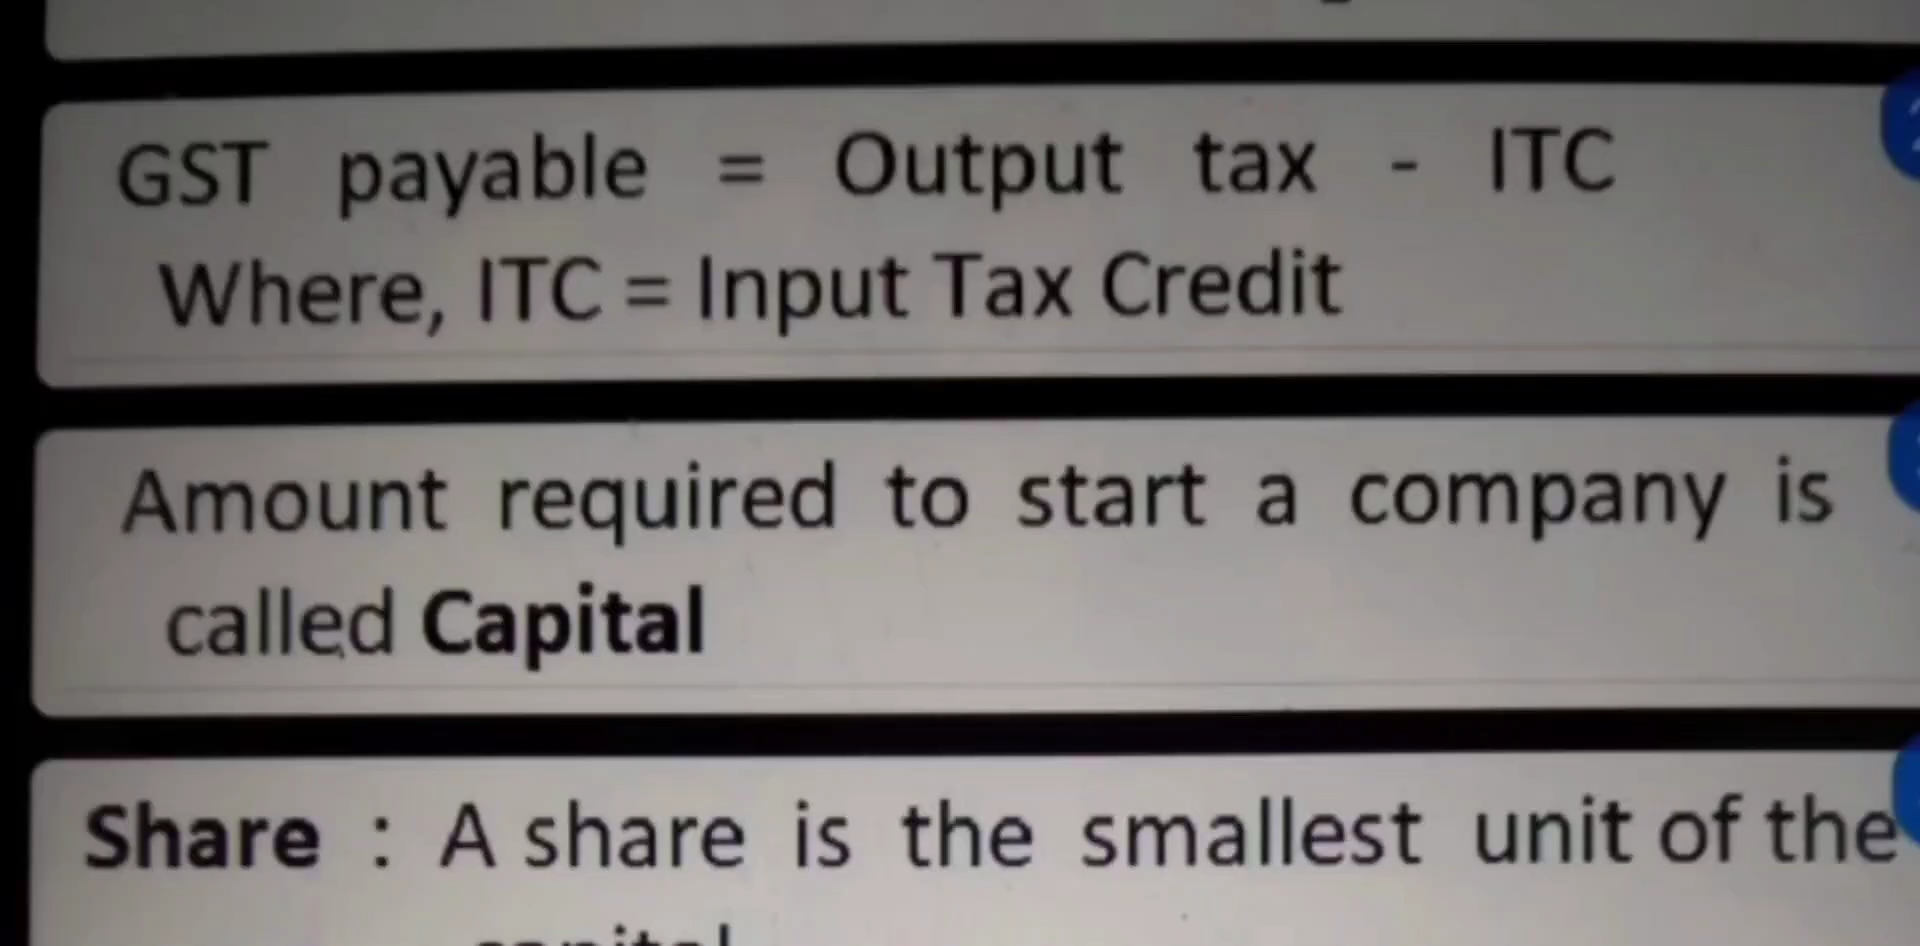 GST payable = Output tax - ITC
Where, ITC = Input Tax Credit
Amount required to start a company is
called Capital
Share : A share is the smallest unit of the
capital